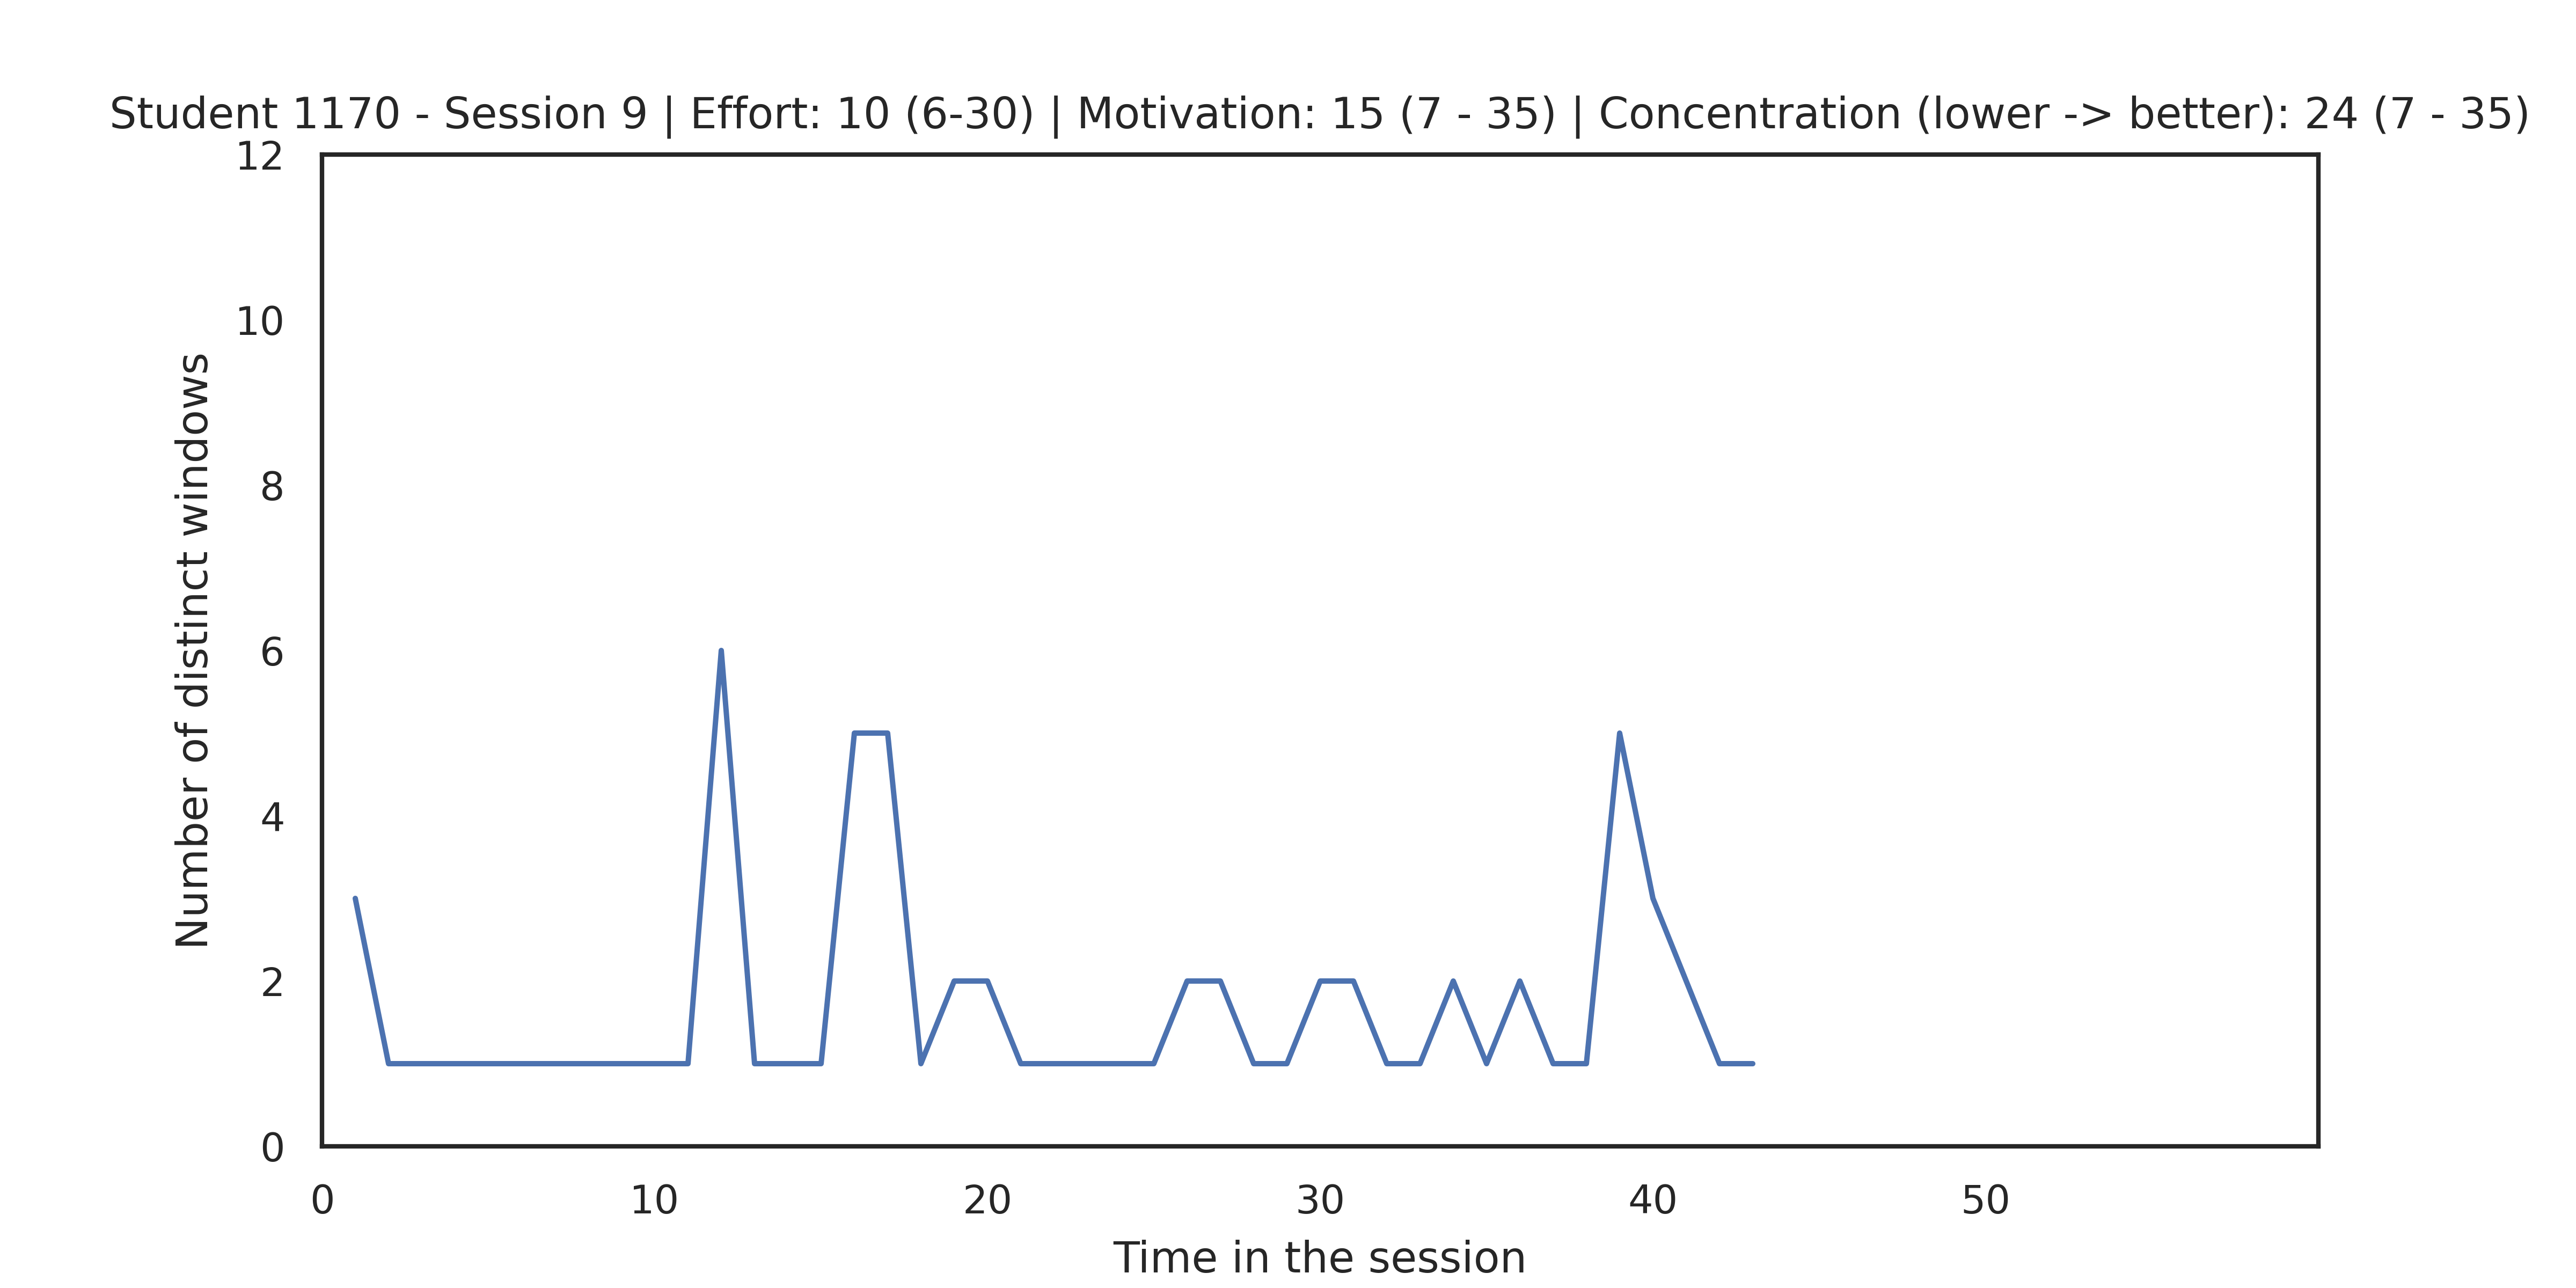 Student 1170 - Session 9 | Effort: 10 (6-30) | Motivation: 15 (7 - 35) | Concentration (lower -> better): 24 (7 - 35)
12
10
8
6
4
2
0
Number of distinct windows
0 10 20 30 40 50
Time in the session